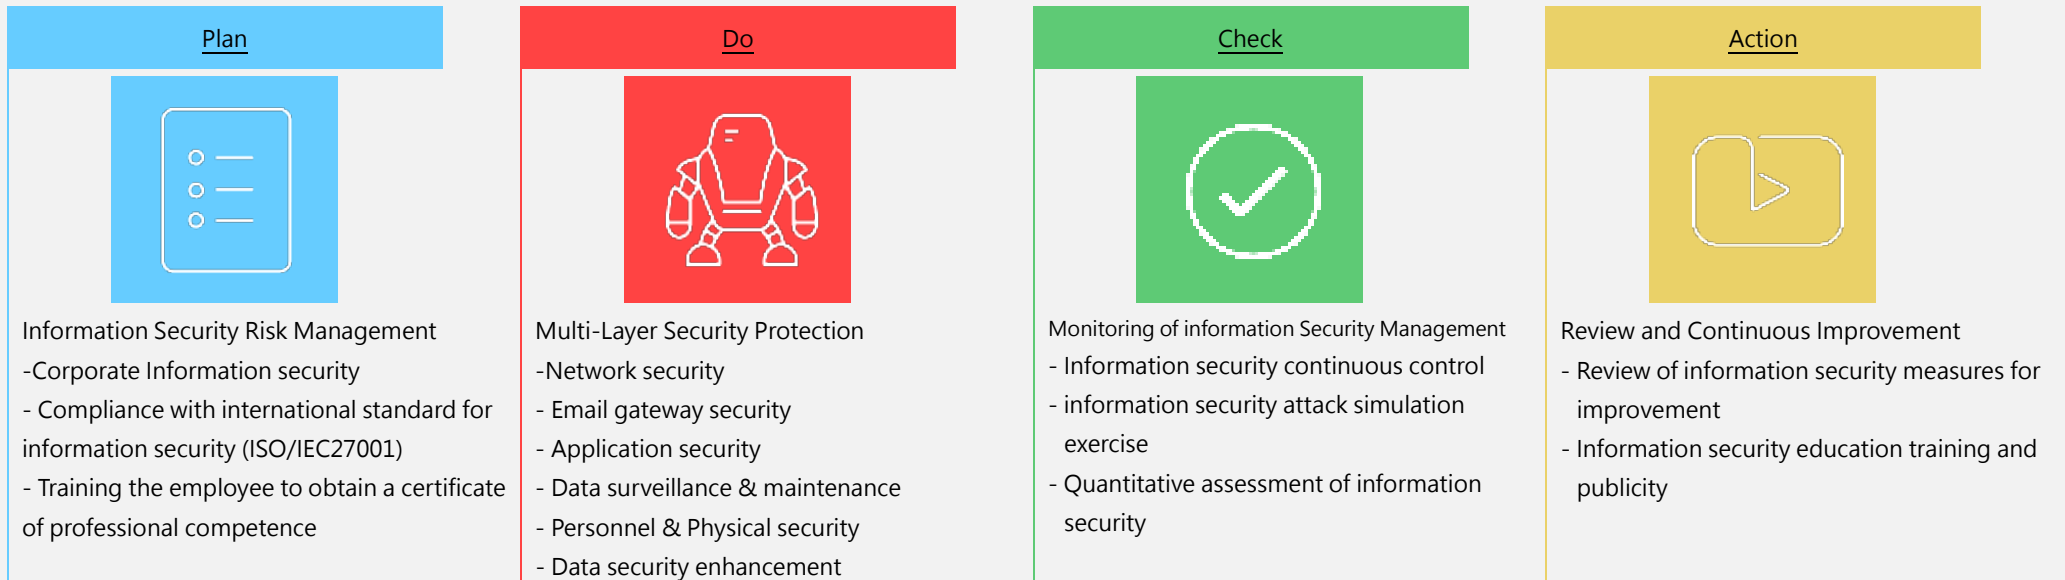 Plan
Information Security Risk Management
-Corporate Information security
- Compliance with international standard for
information security (ISO/IEC27001)
- Training the employee to obtain a certificate
of professional competence
Do
Multi-Layer Security Protection
-Network security
- Email gateway security
- Application security
- Data surveillance & maintenance
- Personnel & Physical security
- Data security enhancement
Check
Monitoring of information Security Management
- Information security continuous control
- information security attack simulation
exercise
- Quantitative assessment of information
security
Action
Review and Continuous Improvement
- Review of information security measures for
improvement
- Information security education training and
publicity